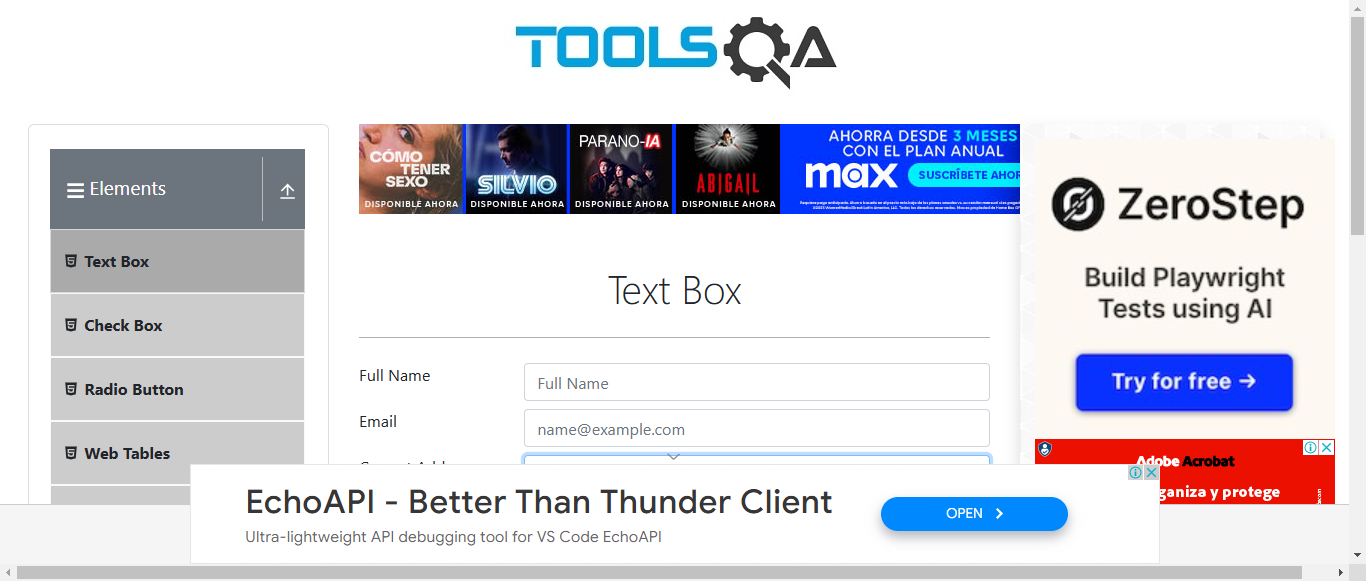 TOOLSQA
Elements
Text Box
Check Box
Radio Button
Web Tables
CÓMO
TENER
SEXO
DISPONIBLE AHORA
SILVIO
DISPONIBLE AHORA
PARANO-IA
DISPONIBLE AHORA
ABIGAIL
DISPONIBLE AHORA
AHORRA DESDE 3 MESES
CON EL PLAN ANUAL
max
SUSCRÍBETE AHOR
Text Box
Full Name
Full Name
Email
name@example.com
ZeroStep
Build Playwright
Tests using AI
Try for free →
Adobe Acrobat
ganiza y protege
EchoAPI - Better Than Thunder Client
Ultra-lightweight API debugging tool for VS Code EchoAPI
OPEN